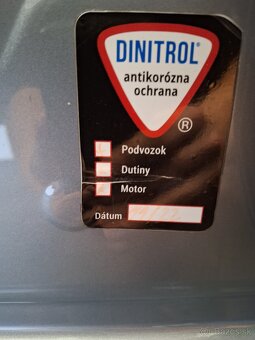 DINITROL®
antikorózna
ochrana
®
Podvozok
Dutiny
Motor
Dátum